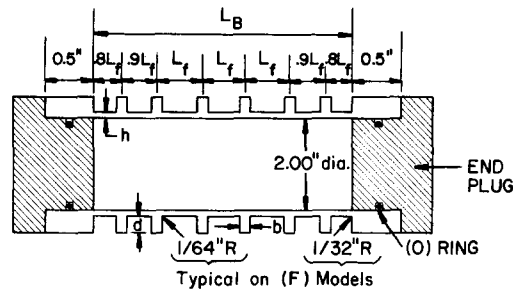 L_B
0.5" .8L_f .9L_f L_f L_f L_f .9L_f .8L_f 0.5"
h
2.00" dia.
END
PLUG
d
b
1/64"R
1/32"R
(O) RING
Typical on (F) Models